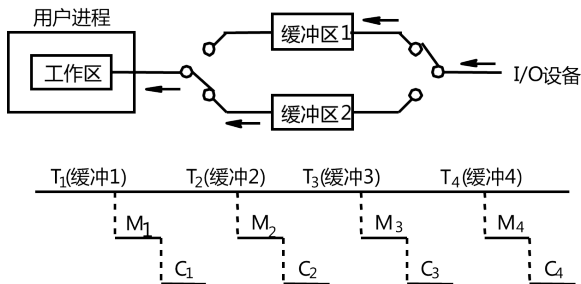 用户进程
工作区
缓冲区1
缓冲区2
I/O设备
T1(缓冲1) T2(缓冲2) T3(缓冲3) T4(缓冲4)
M1 M2 M3 M4
C1 C2 C3 C4